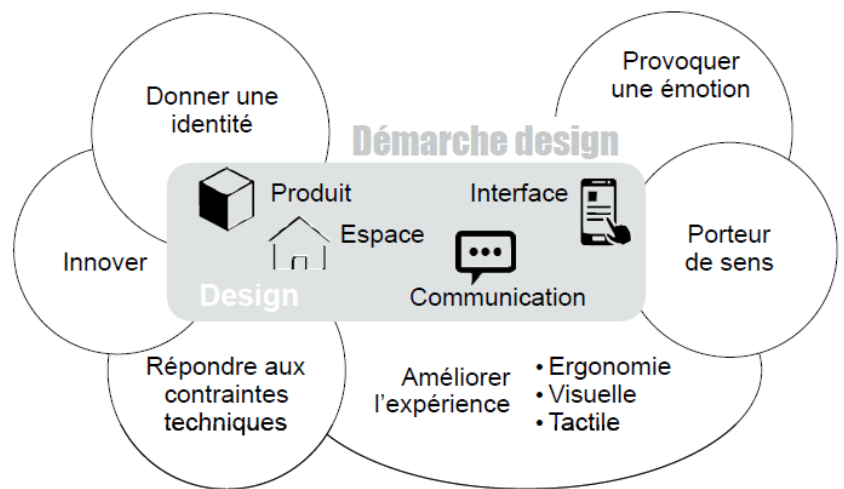 Donner une
identité
Provoquer
une émotion
Démarche design
Produit
Interface
Espace
Innover
Porteur
de sens
Design
Communication
Répondre aux
contraintes
techniques
Améliorer
l'expérience
• Ergonomie
• Visuelle
• Tactile